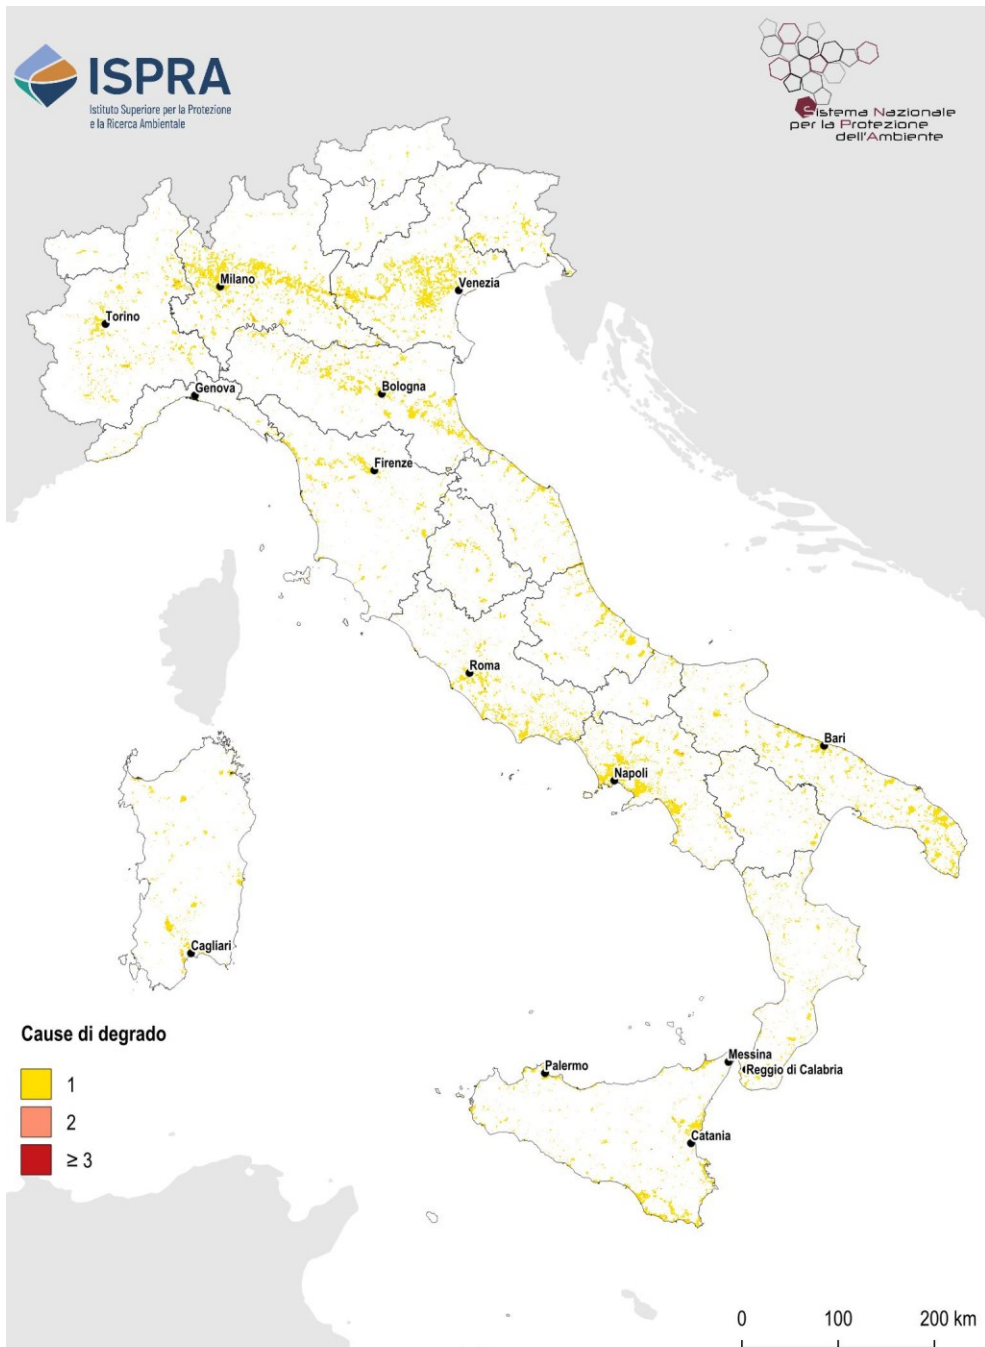 ISPRA
Istituto Superiore per la Protezione
e la Ricerca Ambientale
Sistema Nazionale
per la Protezione
dell'Ambiente
Milano
Venezia
Torino
Genova
Bologna
Firenze
Roma
Bari
Napoli
Cagliari
Cause di degrado
1
2
≥ 3
Palermo
Messina
Reggio di Calabria
Catania
0 100 200 km